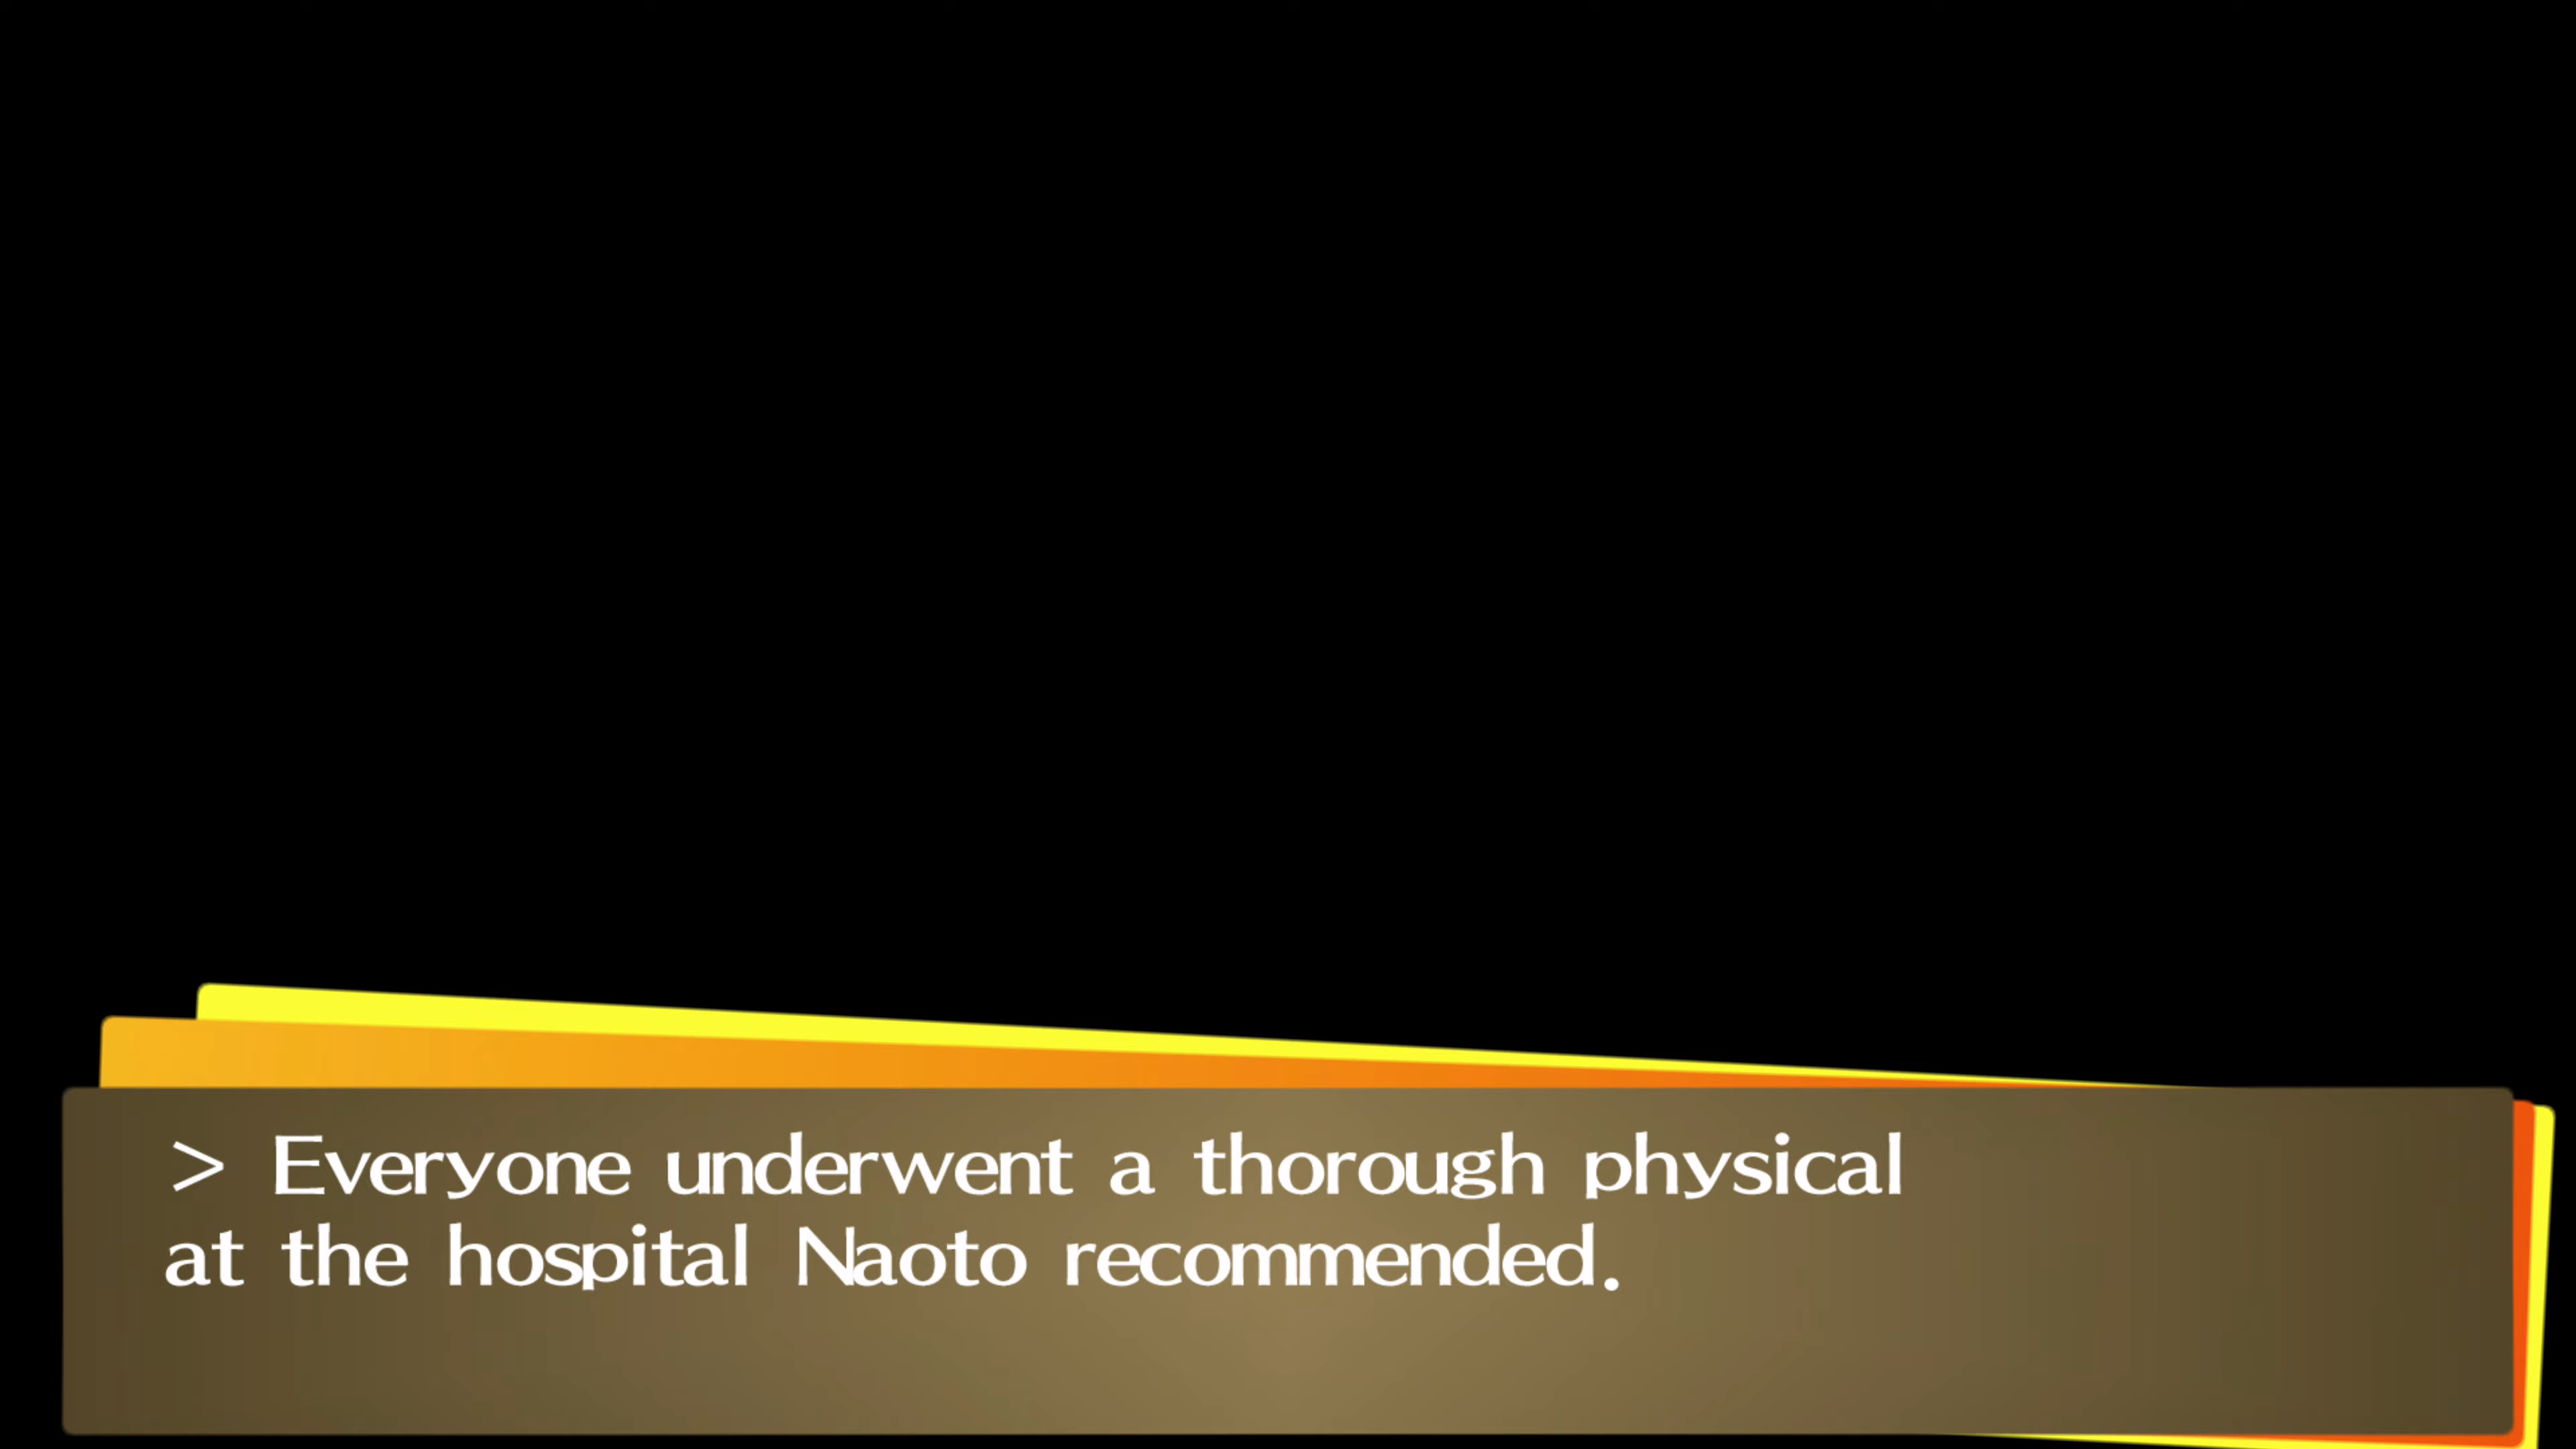 > Everyone underwent a thorough physical
at the hospital Naoto recommended.